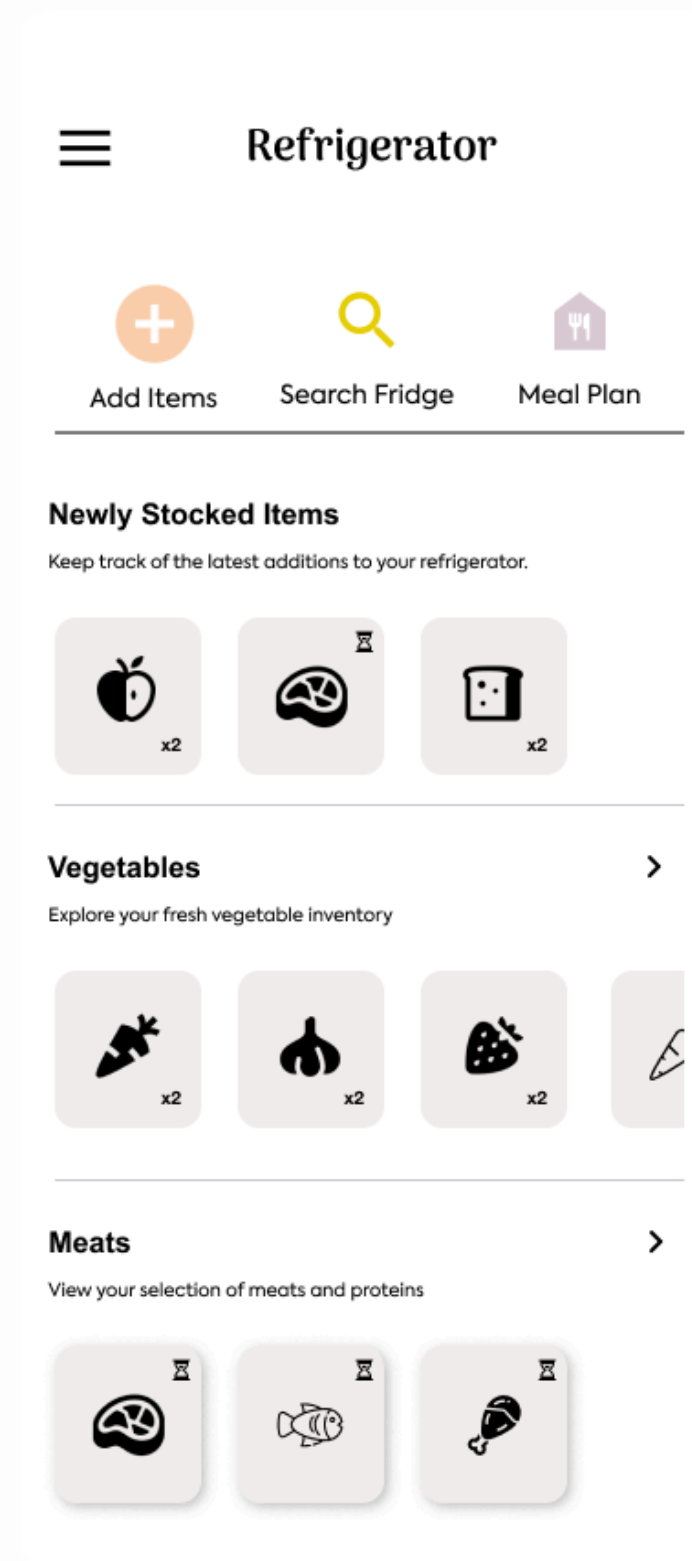 Refrigerator
Add Items
Search Fridge
Meal Plan
Newly Stocked Items
Keep track of the latest additions to your refrigerator.
x2
x2
Vegetables
Explore your fresh vegetable inventory
x2
x2
x2
Meats
View your selection of meats and proteins